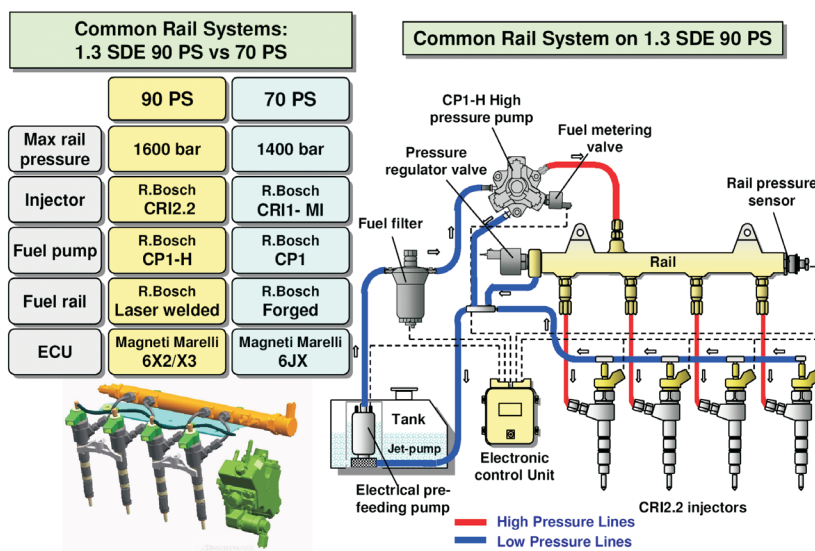 Common Rail Systems:
1.3 SDE 90 PS vs 70 PS
90 PS
70 PS
Max rail
pressure
1600 bar
1400 bar
Injector
R.Bosch
CRI2.2
R.Bosch
CRI1- MI
Fuel pump
R.Bosch
CP1-H
R.Bosch
CP1
Fuel rail
R.Bosch
Laser welded
R.Bosch
Forged
ECU
Magneti Marelli
6X2/X3
Magneti Marelli
6JX
Common Rail System on 1.3 SDE 90 PS
CP1-H High
pressure pump
Fuel metering
valve
Pressure
regulator valve
Rail pressure
sensor
Fuel filter
Rail
Tank
Jet-pump
Electrical pre-
feeding pump
Electronic
control Unit
CRI2.2 injectors
High Pressure Lines
Low Pressure Lines